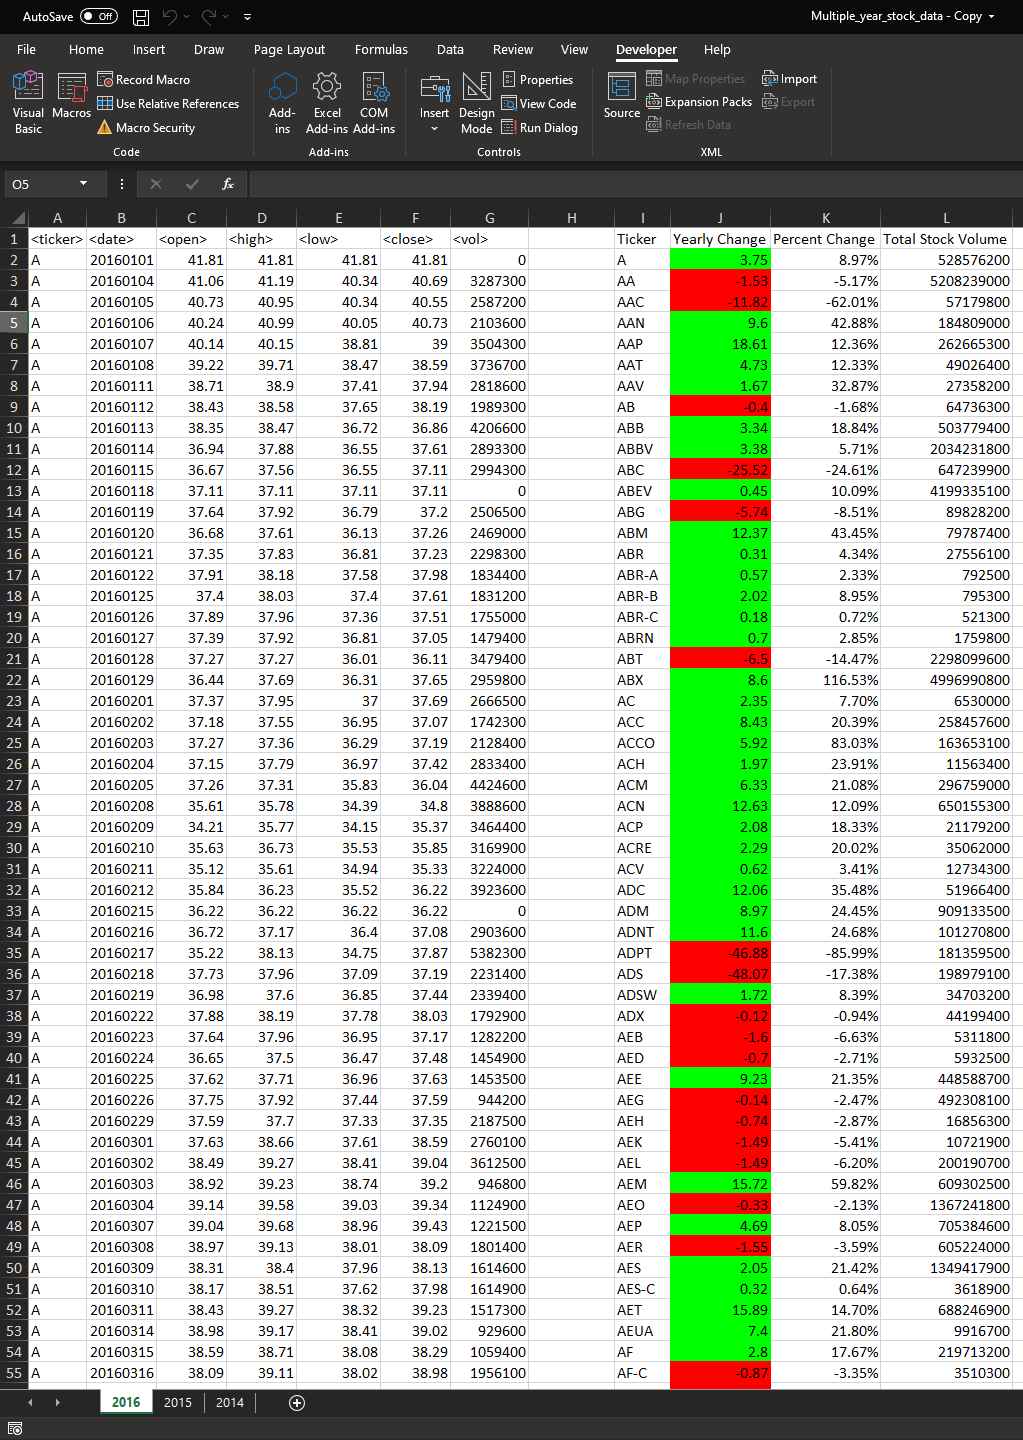 AutoSave Off Multiple_year_stock_data - Copy
File Home Insert Draw Page Layout Formulas Data Review View Developer Help
Visual Basic
Macros
Record Macro
Use Relative References
Macro Security
Code
Add-ins
Excel Add-ins
COM Add-ins
Add-ins
Insert
Design Mode
Properties
View Code
Run Dialog
Controls
Source
Map Properties
Expansion Packs
Refresh Data
Import
Export
XML
O5 fx
A B C D E F G H I J K L
1 <ticker> <date> <open> <high> <low> <close> <vol> Ticker Yearly Change Percent Change Total Stock Volume
2 A 20160101 41.81 41.81 41.81 41.81 0 A 3.75 8.97% 528576200
3 A 20160104 41.06 41.19 40.34 40.69 3287300 AA -1.53 -5.17% 5208239000
4 A 20160105 40.73 40.95 40.34 40.55 2587200 AAC -11.82 -62.01% 57179800
5 A 20160106 40.24 40.99 40.05 40.73 2103600 AAN 9.6 42.88% 184809000
6 A 20160107 40.14 40.15 38.81 39 3504300 AAP 18.61 12.36% 262665300
7 A 20160108 39.22 39.71 38.47 38.59 3736700 AAT 4.73 12.33% 49026400
8 A 20160111 38.71 38.9 37.41 37.94 2818600 AAV 1.67 32.87% 27358200
9 A 20160112 38.43 38.58 37.65 38.19 1989300 AB -0.4 -1.68% 64736300
10 A 20160113 38.35 38.47 36.72 36.86 4206600 ABB 3.34 18.84% 503779400
11 A 20160114 36.94 37.88 36.55 37.61 2893300 ABBV 3.38 5.71% 2034231800
12 A 20160115 36.67 37.56 36.55 37.11 2994300 ABC -25.52 -24.61% 647239900
13 A 20160118 37.11 37.11 37.11 37.11 0 ABEV 0.45 10.09% 4199335100
14 A 20160119 37.64 37.92 36.79 37.2 2506500 ABG -5.74 -8.51% 89828200
15 A 20160120 36.68 37.61 36.13 37.26 2469000 ABM 12.37 43.45% 79787400
16 A 20160121 37.35 37.83 36.81 37.23 2298300 ABR 0.31 4.34% 27556100
17 A 20160122 37.91 38.18 37.58 37.98 1834400 ABR-A 0.57 2.33% 792500
18 A 20160125 37.4 38.03 37.4 37.61 1831200 ABR-B 2.02 8.95% 795300
19 A 20160126 37.89 37.96 37.36 37.51 1755000 ABR-C 0.18 0.72% 521300
20 A 20160127 37.39 37.92 36.81 37.05 1479400 ABRN 0.7 2.85% 1759800
21 A 20160128 37.27 37.27 36.01 36.11 3479400 ABT -6.5 -14.47% 2298099600
22 A 20160129 36.44 37.69 36.31 37.65 2959800 ABX 8.6 116.53% 4996990800
23 A 20160201 37.37 37.95 37 37.69 2666500 AC 2.35 7.70% 6530000
24 A 20160202 37.18 37.55 36.95 37.07 1742300 ACC 8.43 20.39% 258457600
25 A 20160203 37.27 37.36 36.29 37.19 2128400 ACCO 5.92 83.03% 163653100
26 A 20160204 37.15 37.79 36.97 37.42 2833400 ACH 1.97 23.91% 11563400
27 A 20160205 37.26 37.31 35.83 36.04 4424600 ACM 6.33 21.08% 296759000
28 A 20160208 35.61 35.78 34.39 34.8 3888600 ACN 12.63 12.09% 650155300
29 A 20160209 34.21 35.77 34.15 35.37 3464400 ACP 2.08 18.33% 21179200
30 A 20160210 35.63 36.73 35.53 35.85 3169900 ACRE 2.29 20.02% 35062000
31 A 20160211 35.12 35.61 34.94 35.33 3224000 ACV 0.62 3.41% 12734300
32 A 20160212 35.84 36.23 35.52 36.22 3923600 ADC 12.06 35.48% 51966400
33 A 20160215 36.22 36.22 36.22 36.22 0 ADM 8.97 24.45% 909133500
34 A 20160216 36.72 37.17 36.4 37.08 2903600 ADNT 11.6 24.68% 101270800
35 A 20160217 35.22 38.13 34.75 37.87 5382300 ADPT -46.88 -85.99% 181359500
36 A 20160218 37.73 37.96 37.09 37.19 2231400 ADS -48.07 -17.38% 198979100
37 A 20160219 36.98 37.6 36.85 37.44 2339400 ADSW 1.72 8.39% 34703200
38 A 20160222 37.88 38.19 37.78 38.03 1792900 ADX -0.12 -0.94% 44199400
39 A 20160223 37.64 37.96 36.95 37.17 1282200 AEB -1.6 -6.63% 5311800
40 A 20160224 36.65 37.5 36.47 37.48 1454900 AED -0.7 -2.71% 5932500
41 A 20160225 37.62 37.71 36.96 37.63 1453500 AEE 9.23 21.35% 448588700
42 A 20160226 37.75 37.92 37.44 37.59 944200 AEG -0.14 -2.47% 492308100
43 A 20160229 37.59 37.7 37.33 37.35 2187500 AEH -0.74 -2.87% 16856300
44 A 20160301 37.63 38.66 37.61 38.59 2760100 AEK -1.49 -5.41% 10721900
45 A 20160302 38.49 39.27 38.41 39.04 3612500 AEL -1.49 -6.20% 200190700
46 A 20160303 38.92 39.23 38.74 39.2 946800 AEM 15.72 59.82% 609302500
47 A 20160304 39.14 39.58 39.03 39.34 1124900 AEO -0.33 -2.13% 1367241800
48 A 20160307 39.04 39.68 38.96 39.43 1221500 AEP 4.69 8.05% 705384600
49 A 20160308 38.97 39.13 38.01 38.09 1801400 AER -1.55 -3.59% 605224000
50 A 20160309 38.31 38.4 37.96 38.13 1614600 AES 2.05 21.42% 1349417900
51 A 20160310 38.17 38.51 37.62 37.98 1614900 AES-C 0.32 0.64% 3618900
52 A 20160311 38.43 39.27 38.32 39.23 1517300 AET 15.89 14.70% 688246900
53 A 20160314 38.98 39.17 38.41 39.02 929600 AEUA 7.4 21.80% 9916700
54 A 20160315 38.59 38.71 38.08 38.29 1059400 AF 2.8 17.67% 219713200
55 A 20160316 38.09 39.11 38.02 38.98 1956100 AF-C -0.87 -3.35% 3510300
2016 2015 2014